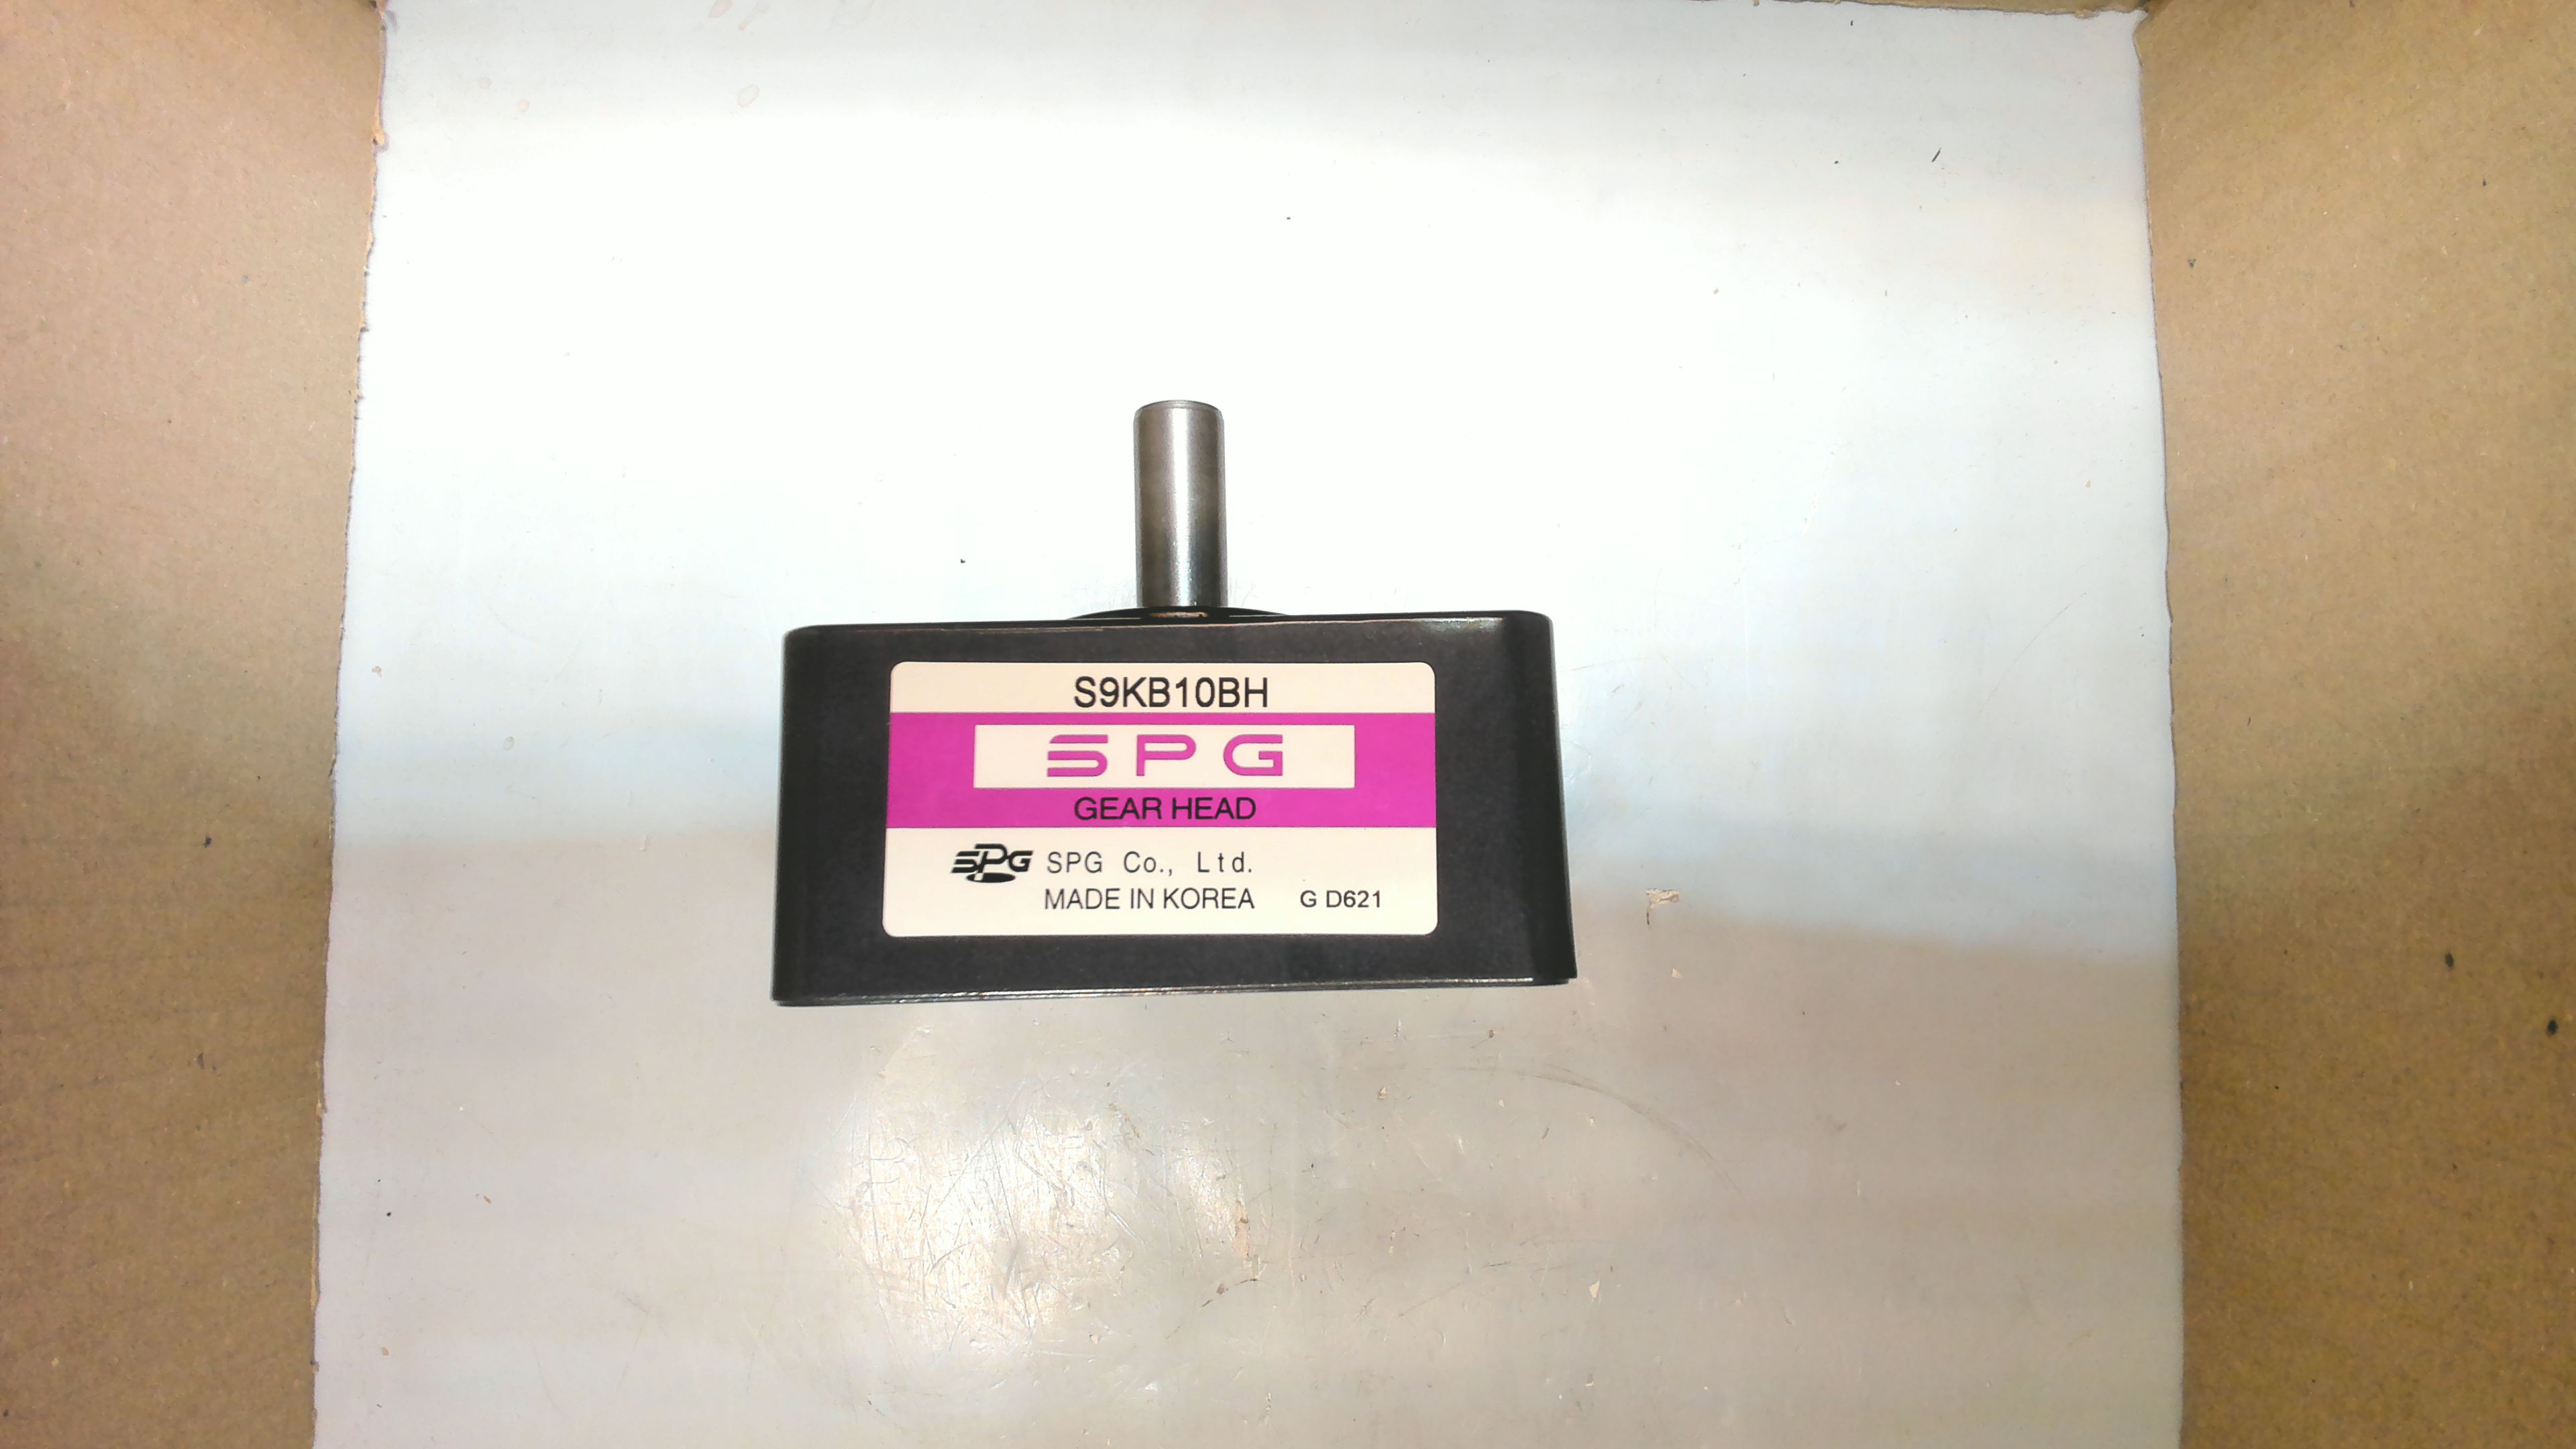 S9KB10BH
SPG
GEAR HEAD
SPG SPG Co., Ltd.
MADE IN KOREA G D621